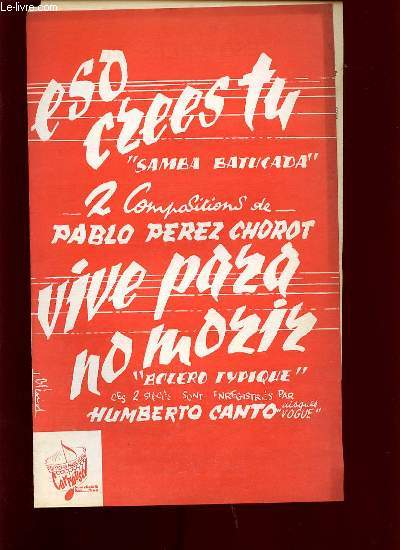 le-livre.com
eso
crees tu
"SAMBA BATUCADA"
2 Compositions de
PABLO PEREZ CHOROT
vive para
no morir
"BOLERO TYPIQUE"
CES 2 SUCCÈS SONT ENREGISTRÉS PAR
HUMBERTO CANTO disques "VOGUE"